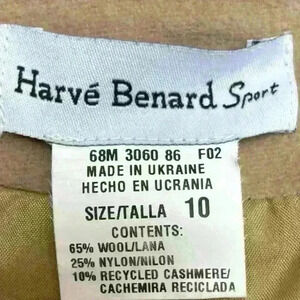 Harvé Benard Sport
68M 3060 86 F02
MADE IN UKRAINE
HECHO EN UCRANIA
SIZE/TALLA 10
CONTENTS:
65% WOOL/LANA
25% NYLON/NILON
10% RECYCLED CASHMERE/
CACHEMIRA RECICLADA